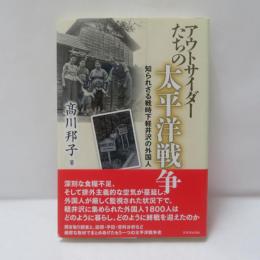 アウトサイダー
たちの
太平洋戦争
知られざる戦時下軽井沢の外国人
高川邦子 著
深刻な食糧不足、
そして排外主義的な空気が蔓延し、
外国人が厳しく監視された状況下で、
軽井沢に集められた外国人1800人は
どのように暮らし、どのように終戦を迎えたのか